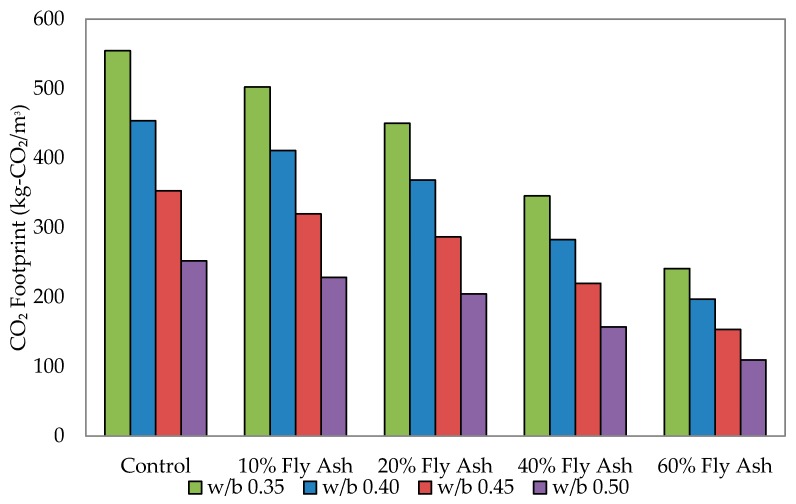 600
500
400
300
200
100
0
CO₂ Footprint (kg-CO₂/m³)
Control 10% Fly Ash 20% Fly Ash 40% Fly Ash 60% Fly Ash
w/b 0.35 w/b 0.40 w/b 0.45 w/b 0.50